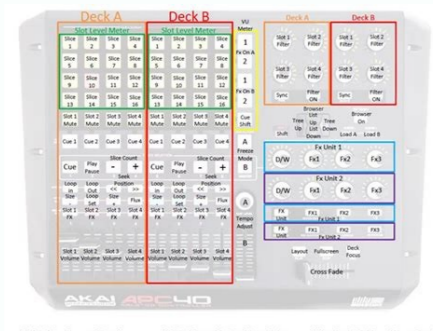 Deck A Deck B VU Meter Deck A Deck B
Slot Level Meter Slot Level Meter
Slice 1 Slice 2 Slice 3 Slice 4 Slice 1 Slice 2 Slice 3 Slice 4
Slice 5 Slice 6 Slice 7 Slice 8 Slice 5 Slice 6 Slice 7 Slice 8
Slice 9 Slice 10 Slice 11 Slice 12 Slice 9 Slice 10 Slice 11 Slice 12
Slice 13 Slice 14 Slice 15 Slice 16 Slice 13 Slice 14 Slice 15 Slice 16
1
Fx On A
2
1
Fx On B
2
Cue Shift
Slot 1 Filter Slot 2 Filter Slot 1 Filter Slot 2 Filter
Slot 3 Filter Slot 4 Filter Slot 3 Filter Slot 4 Filter
Sync Filter ON Sync Filter ON
Slot 1 Mute Slot 2 Mute Slot 3 Mute Slot 4 Mute Slot 1 Mute Slot 2 Mute Slot 3 Mute Slot 4 Mute
Cue 1 Cue 2 Cue 3 Cue 4 Cue 1 Cue 2 Cue 3 Cue 4
A
Freeze Mode
B
Browser
Shift Tree Up List Up Tree Down List Down Browser On Load A Load B
Cue Play Pause Slice Count - + Cue Play Pause Slice Count - +
Seek Seek
Loop In Loop Out Position << >> Loop In Loop Out Position << >>
Size Loop Set Size Flux Size Loop Set Size Flux
Slot 1 FX Slot 2 FX Slot 3 FX Slot 4 FX Slot 1 FX Slot 2 FX Slot 3 FX Slot 4 FX
Fx Unit 1
D/W Fx1 Fx2 Fx3
Fx Unit 2
D/W Fx1 Fx2 Fx3
A
Tempo Adjust
B
FX Unit FX1 FX2 FX3
Fx Unit 2
FX Unit FX1 FX2 FX3
Slot 1 Volume Slot 2 Volume Slot 3 Volume Slot 4 Volume Slot 1 Volume Slot 2 Volume Slot 3 Volume Slot 4 Volume
Layout Fullscreen Deck Focus
Cross Fade
AKAI APC40